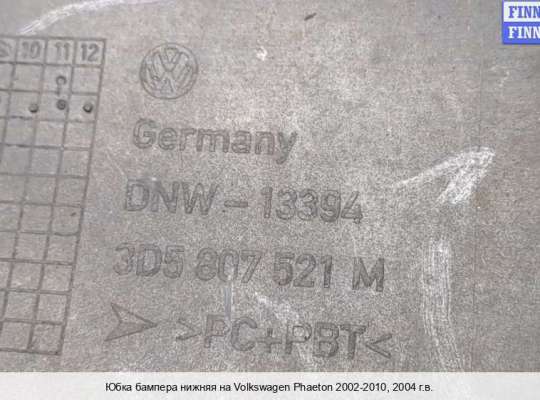 FINN
FINN
10 11 12
Germany
DNW-13394
3D5 807 521 M
>PC+PBT<
Юбка бампера нижняя на Volkswagen Phaeton 2002-2010, 2004 г.в.